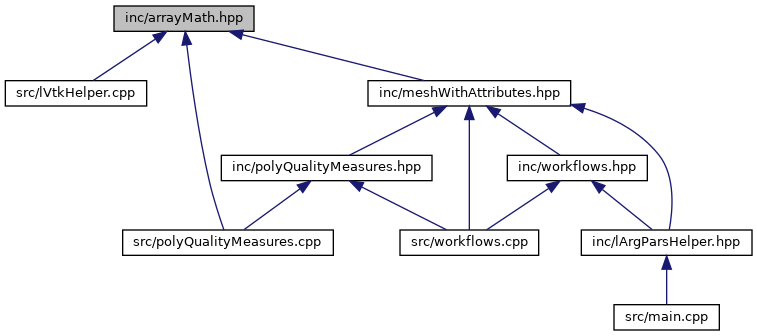 inc/arrayMath.hpp
src/lVtkHelper.cpp
inc/meshWithAttributes.hpp
inc/polyQualityMeasures.hpp
inc/workflows.hpp
src/polyQualityMeasures.cpp
src/workflows.cpp
inc/lArgParsHelper.hpp
src/main.cpp